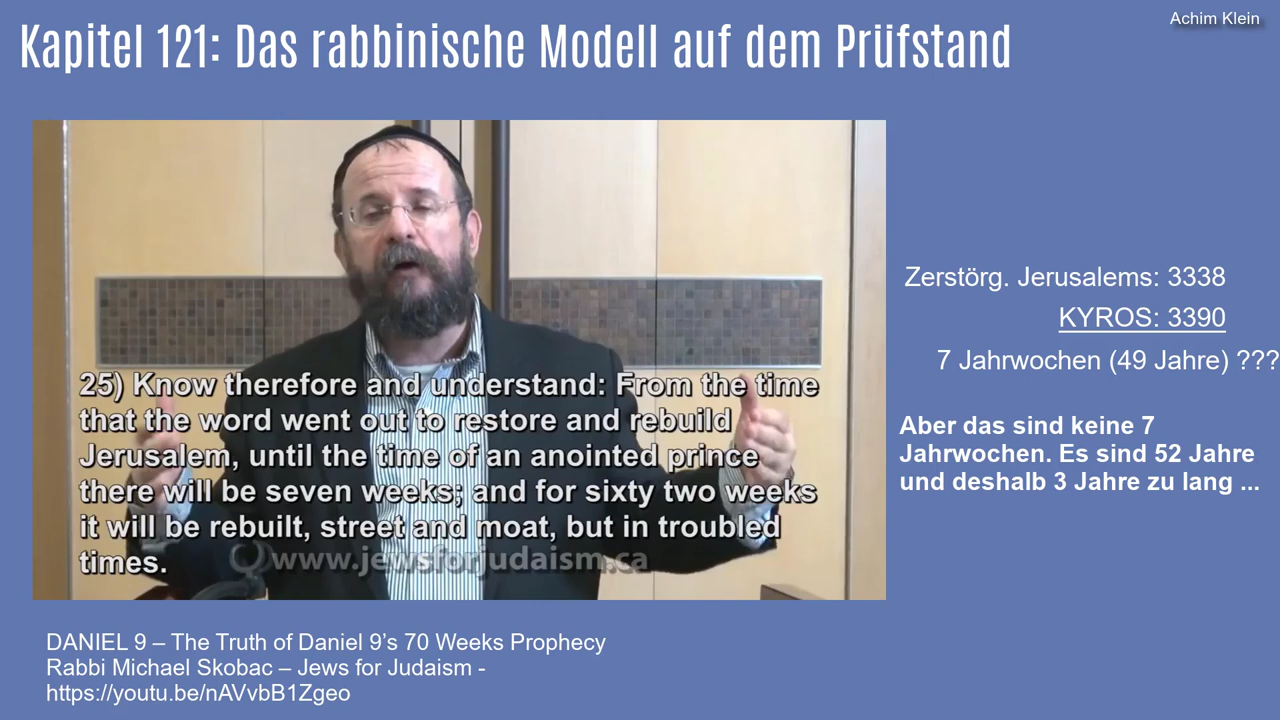 Achim Klein
Kapitel 121: Das rabbinische Modell auf dem Prüfstand
25) Know therefore and understand: From the time
that the word went out to restore and rebuild
Jerusalem, until the time of an anointed prince
there will be seven weeks; and for sixty two weeks
it will be rebuilt, street and moat, but in troubled
times.
www.jewsforjudaism.ca
Zerstörg. Jerusalems: 3338
KYROS: 3390
7 Jahrwochen (49 Jahre) ???
Aber das sind keine 7
Jahrwochen. Es sind 52 Jahre
und deshalb 3 Jahre zu lang ...
DANIEL 9 – The Truth of Daniel 9’s 70 Weeks Prophecy
Rabbi Michael Skobac – Jews for Judaism -
https://youtu.be/nAVvbB1Zgeo